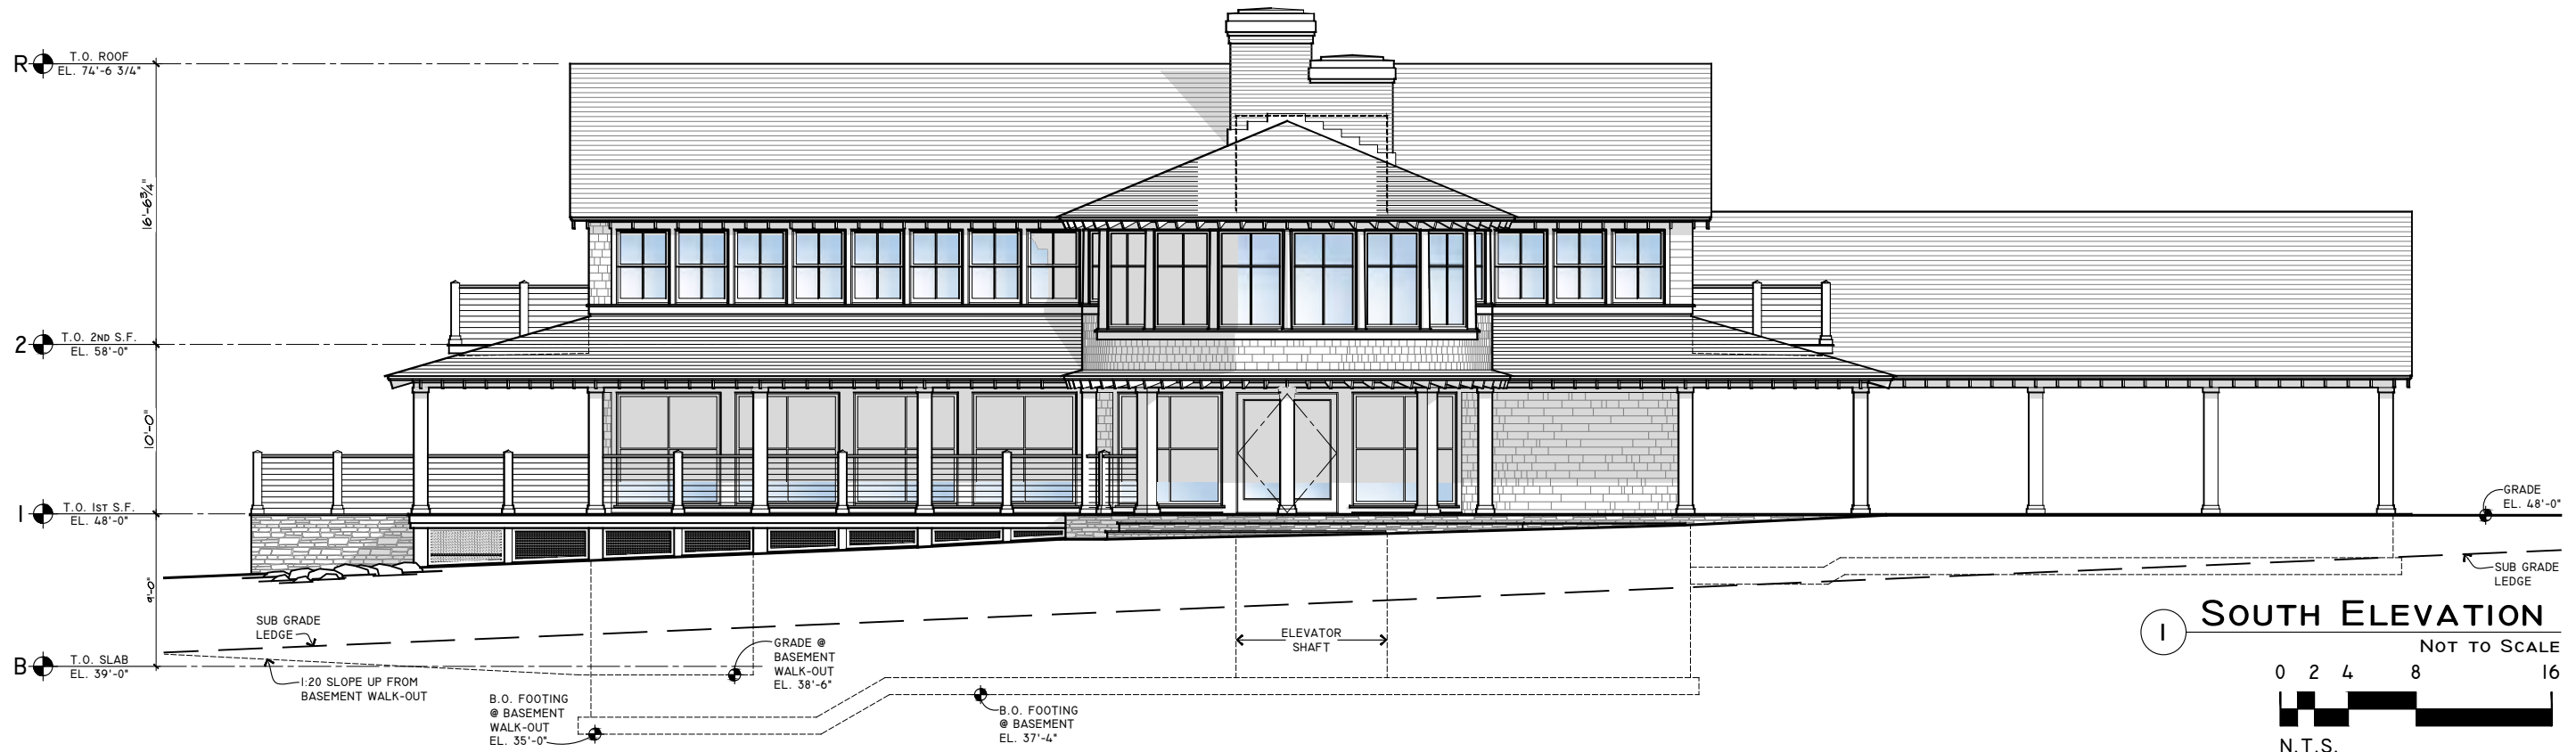 R
T.O. ROOF
EL. 74'-6 3/4"
16'-6¾"
2
T.O. 2ND S.F.
EL. 58'-0"
10'-0"
1
T.O. 1ST S.F.
EL. 48'-0"
9'-0"
B
T.O. SLAB
EL. 39'-0"
SUB GRADE
LEDGE
1:20 SLOPE UP FROM
BASEMENT WALK-OUT
B.O. FOOTING
@ BASEMENT
WALK-OUT
EL. 35'-0"
GRADE @
BASEMENT
WALK-OUT
EL. 38'-6"
B.O. FOOTING
@ BASEMENT
EL. 37'-4"
ELEVATOR
SHAFT
GRADE
EL. 48'-0"
SUB GRADE
LEDGE
1
SOUTH ELEVATION
NOT TO SCALE
0 2 4 8 16
N.T.S.